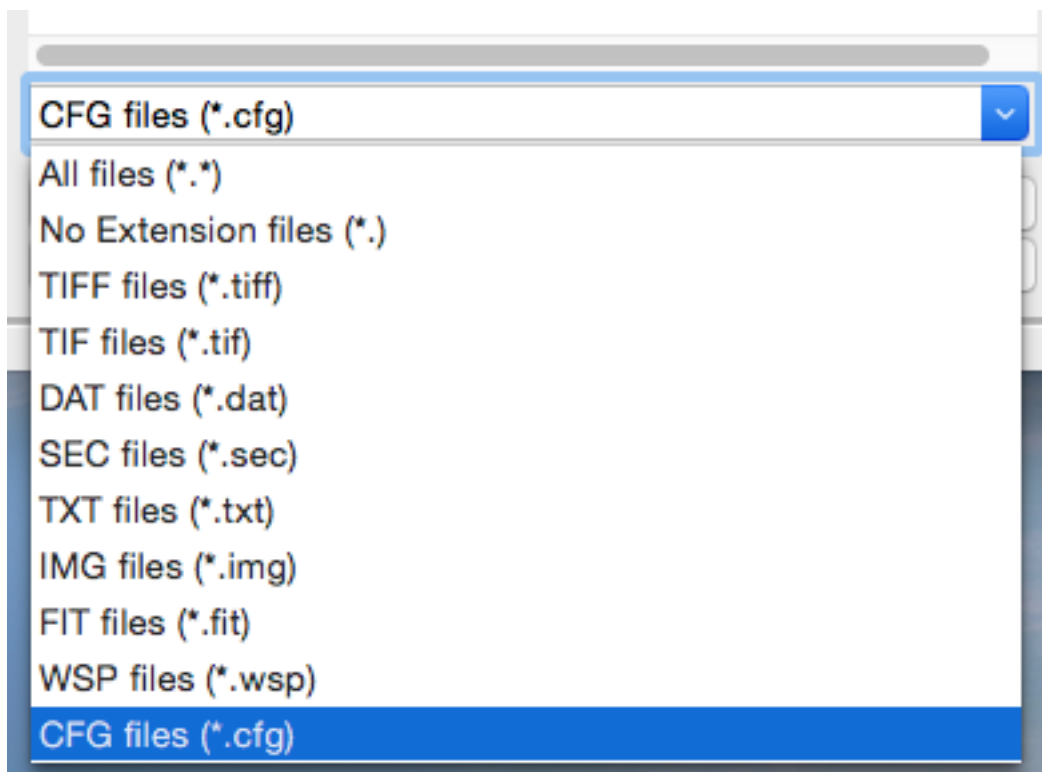 CFG files (*.cfg)
All files (*.*)
No Extension files (*.)
TIFF files (*.tiff)
TIF files (*.tif)
DAT files (*.dat)
SEC files (*.sec)
TXT files (*.txt)
IMG files (*.img)
FIT files (*.fit)
WSP files (*.wsp)
CFG files (*.cfg)